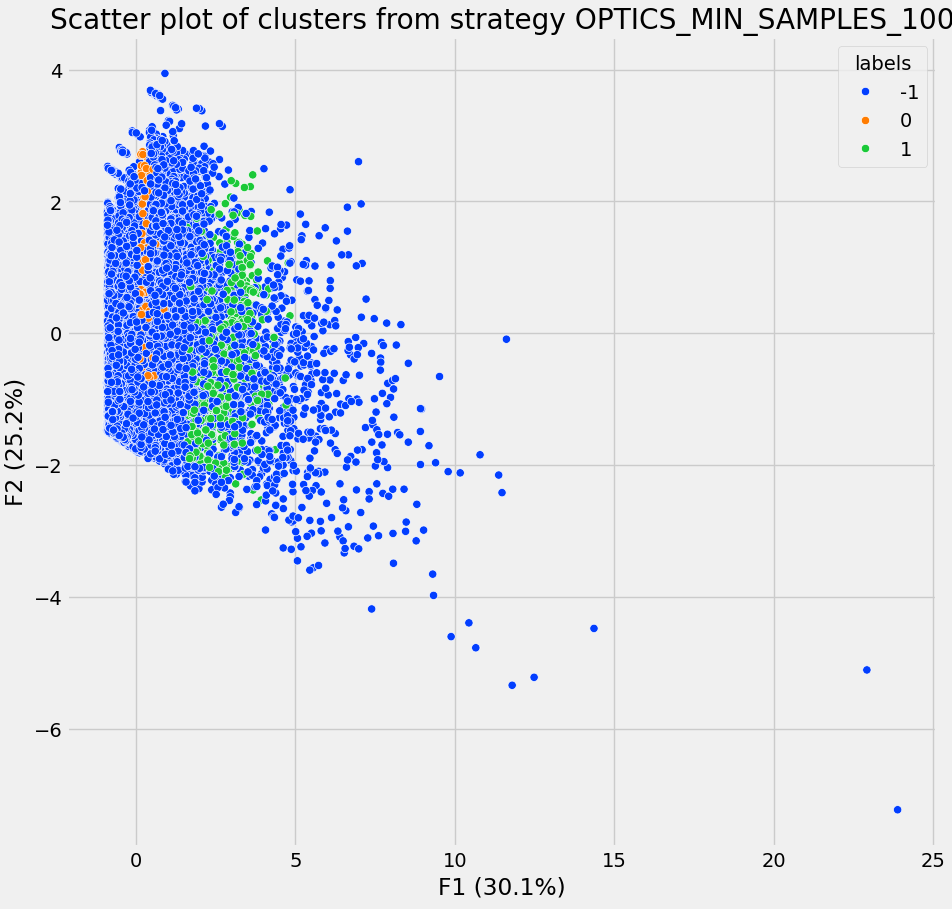 Scatter plot of clusters from strategy OPTICS_MIN_SAMPLES_100
labels
-1
0
1
4
2
0
−2
−4
−6
F2 (25.2%)
0 5 10 15 20 25
F1 (30.1%)